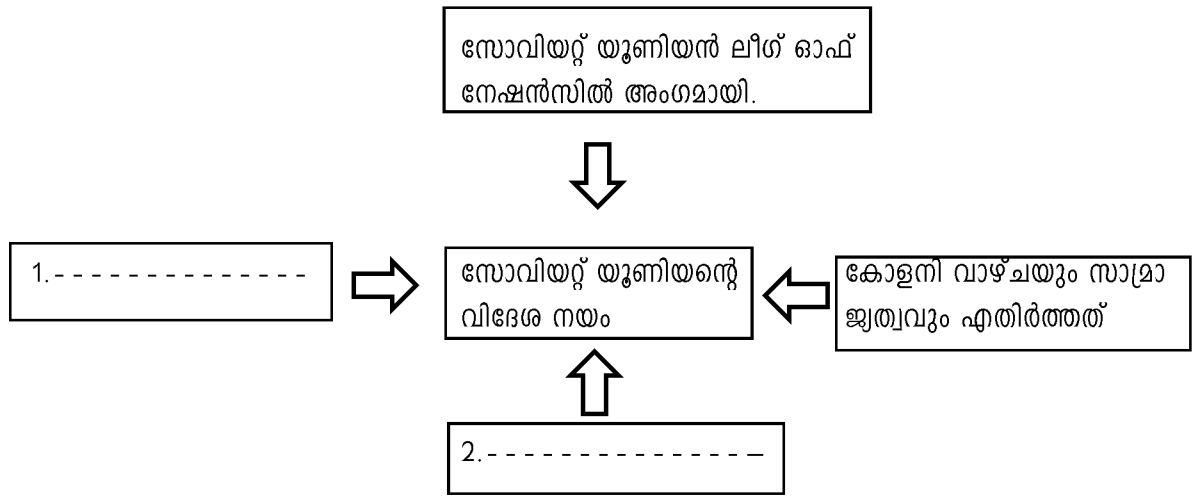 സോവിയറ്റ് യൂണിയൻ ലീഗ് ഓഫ്
നേഷൻസിൽ അംഗമായി.
1.--------------
സോവിയറ്റ് യൂണിയന്റെ
വിദേശ നയം
കോളനി വാഴ്ചയും സാമ്രാ
ജ്യത്വവും എതിർത്തത്
2.----------------